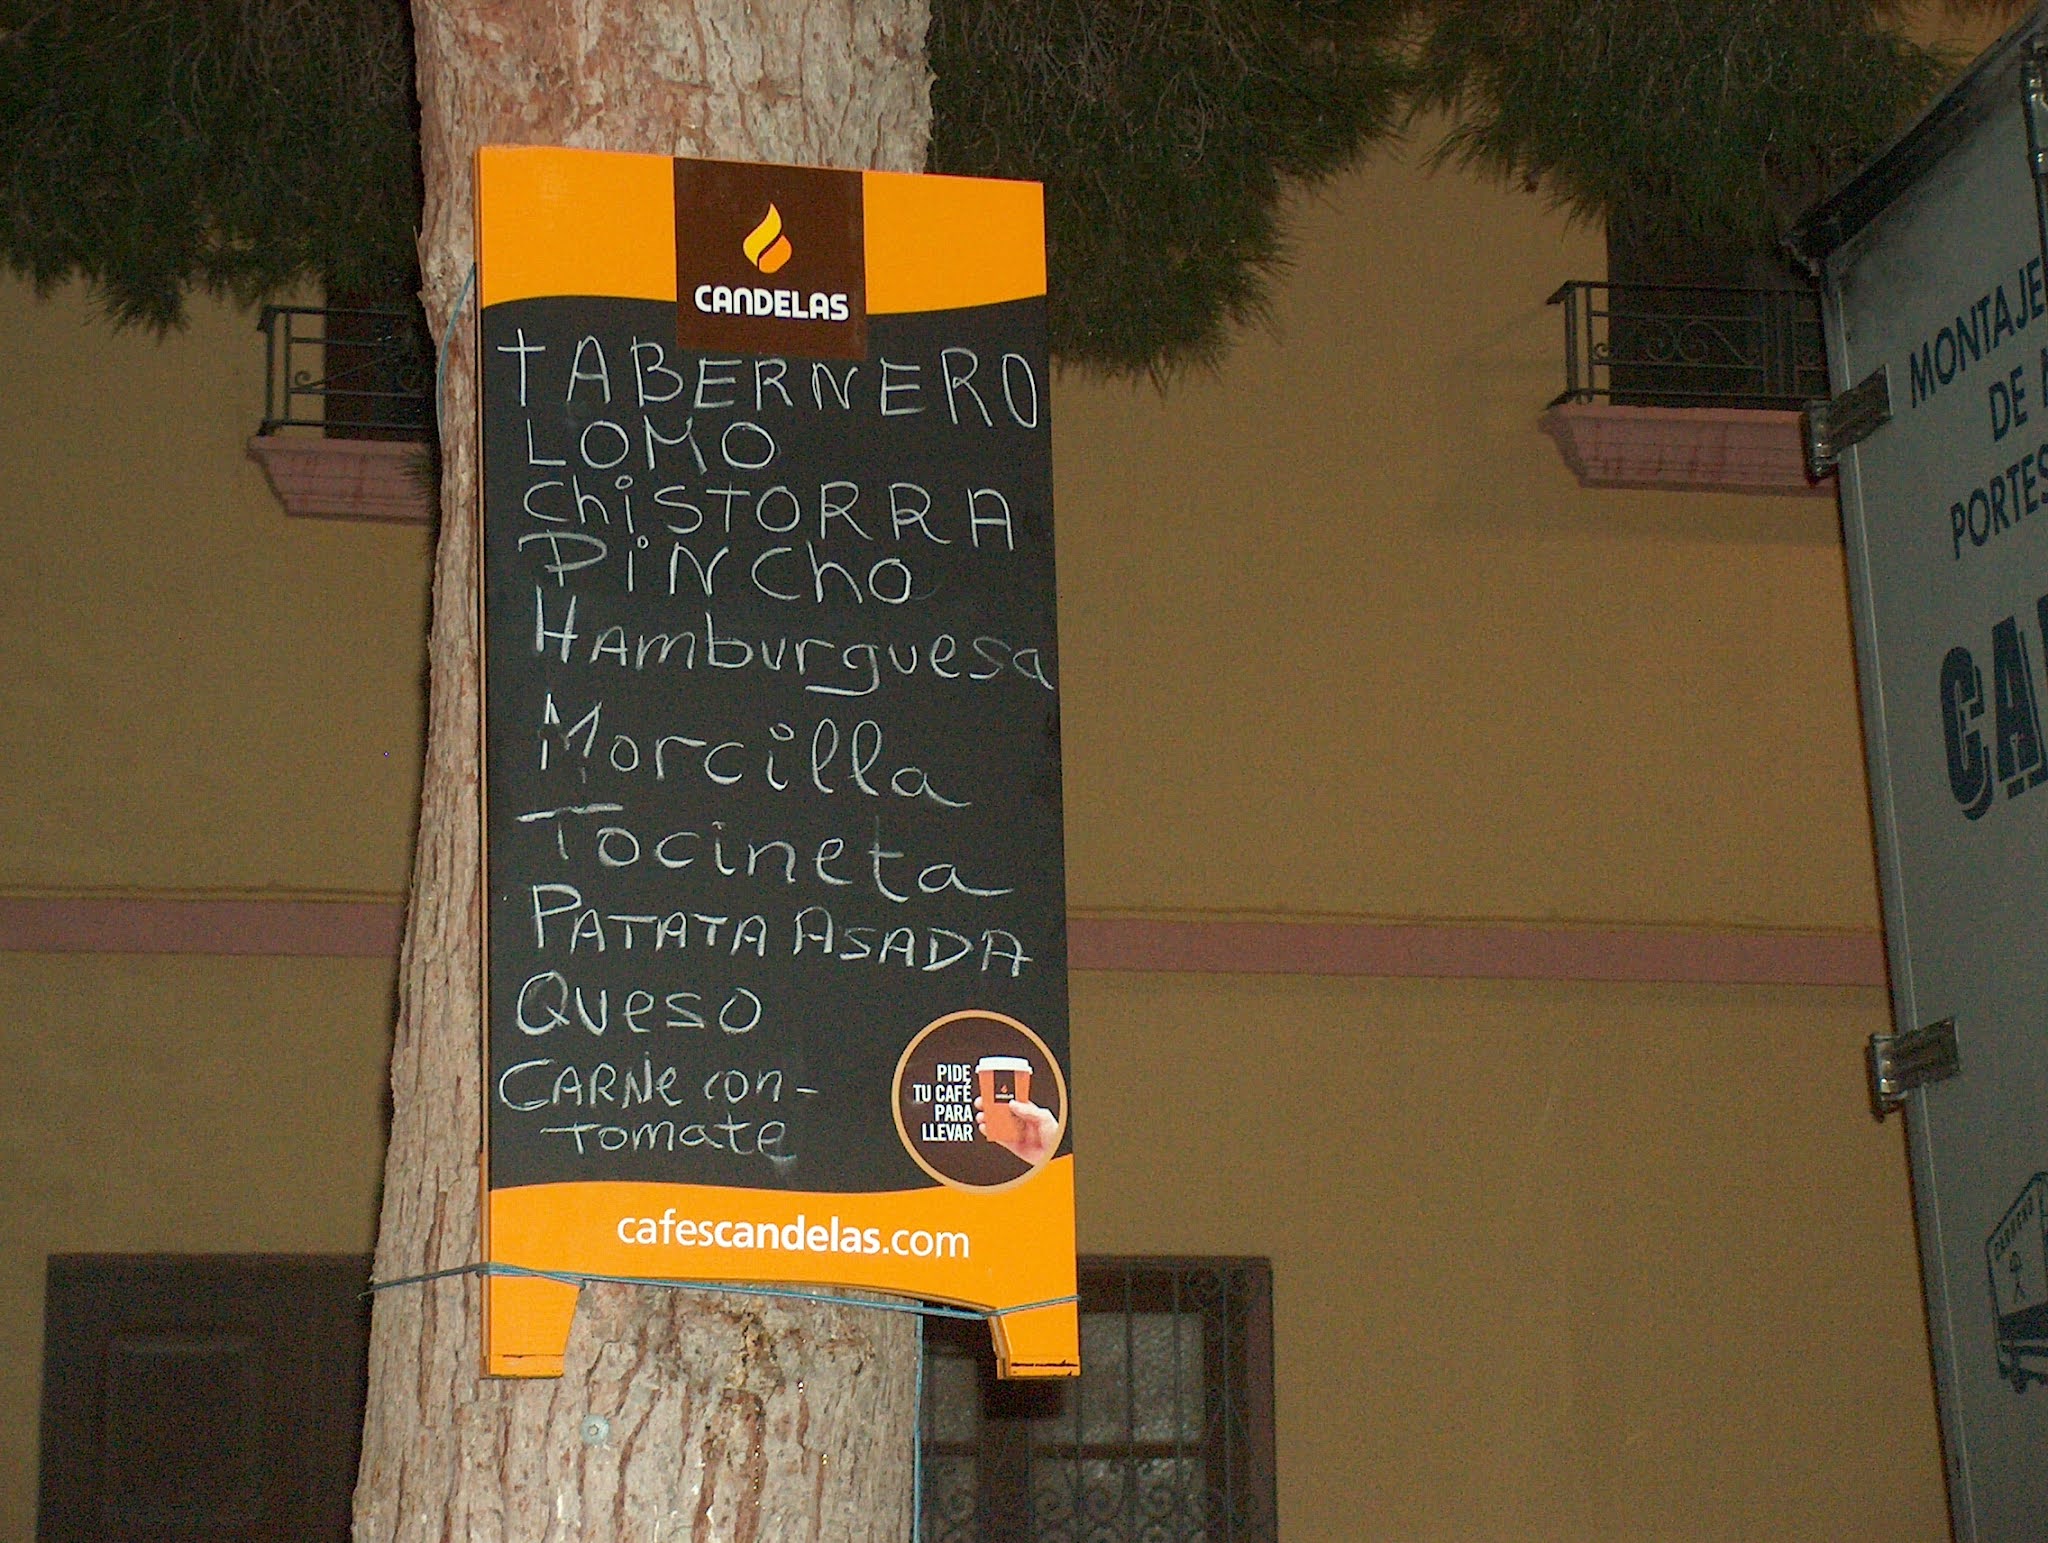 CANDELAS
TABERNERO
LOMO
ChiSTORRA
PiNCho
Hamburguesa
Morcilla
Tocineta
PATATA ASADA
Queso
CARNe con-
tomate
PIDE
TU CAFÉ
PARA
LLEVAR
cafescandelas.com
MONTAJE
DE
PORTES